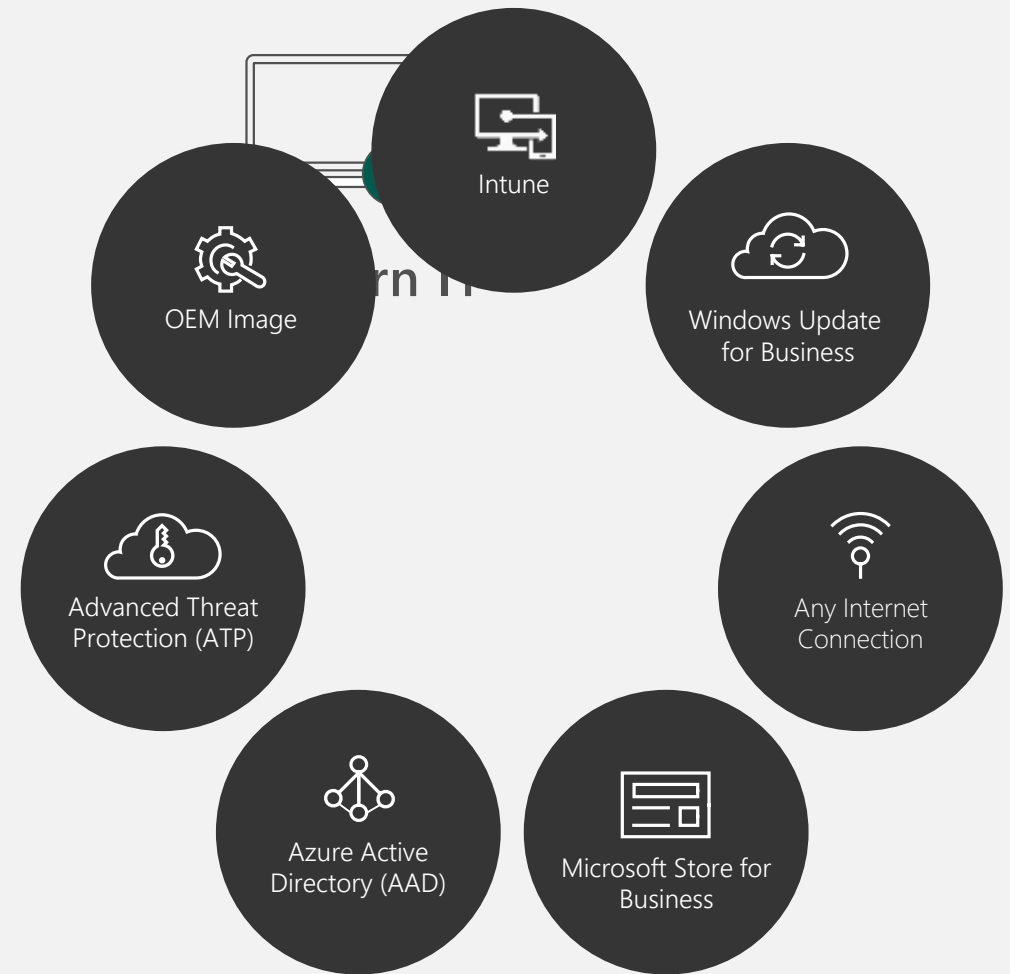 Intune
OEM Image
Windows Update
for Business
Advanced Threat
Protection (ATP)
Any Internet
Connection
Azure Active
Directory (AAD)
Microsoft Store for
Business